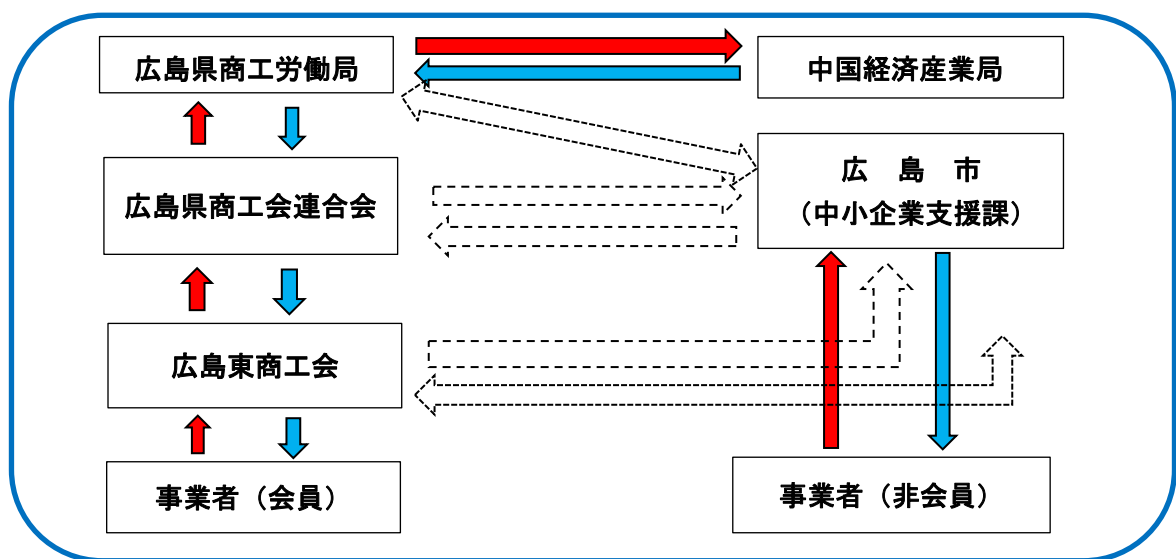 広島県商工労働局
中国経済産業局
広島県商工会連合会
広　島　市
（中小企業支援課）
広島東商工会
事業者（会員）
事業者（非会員）